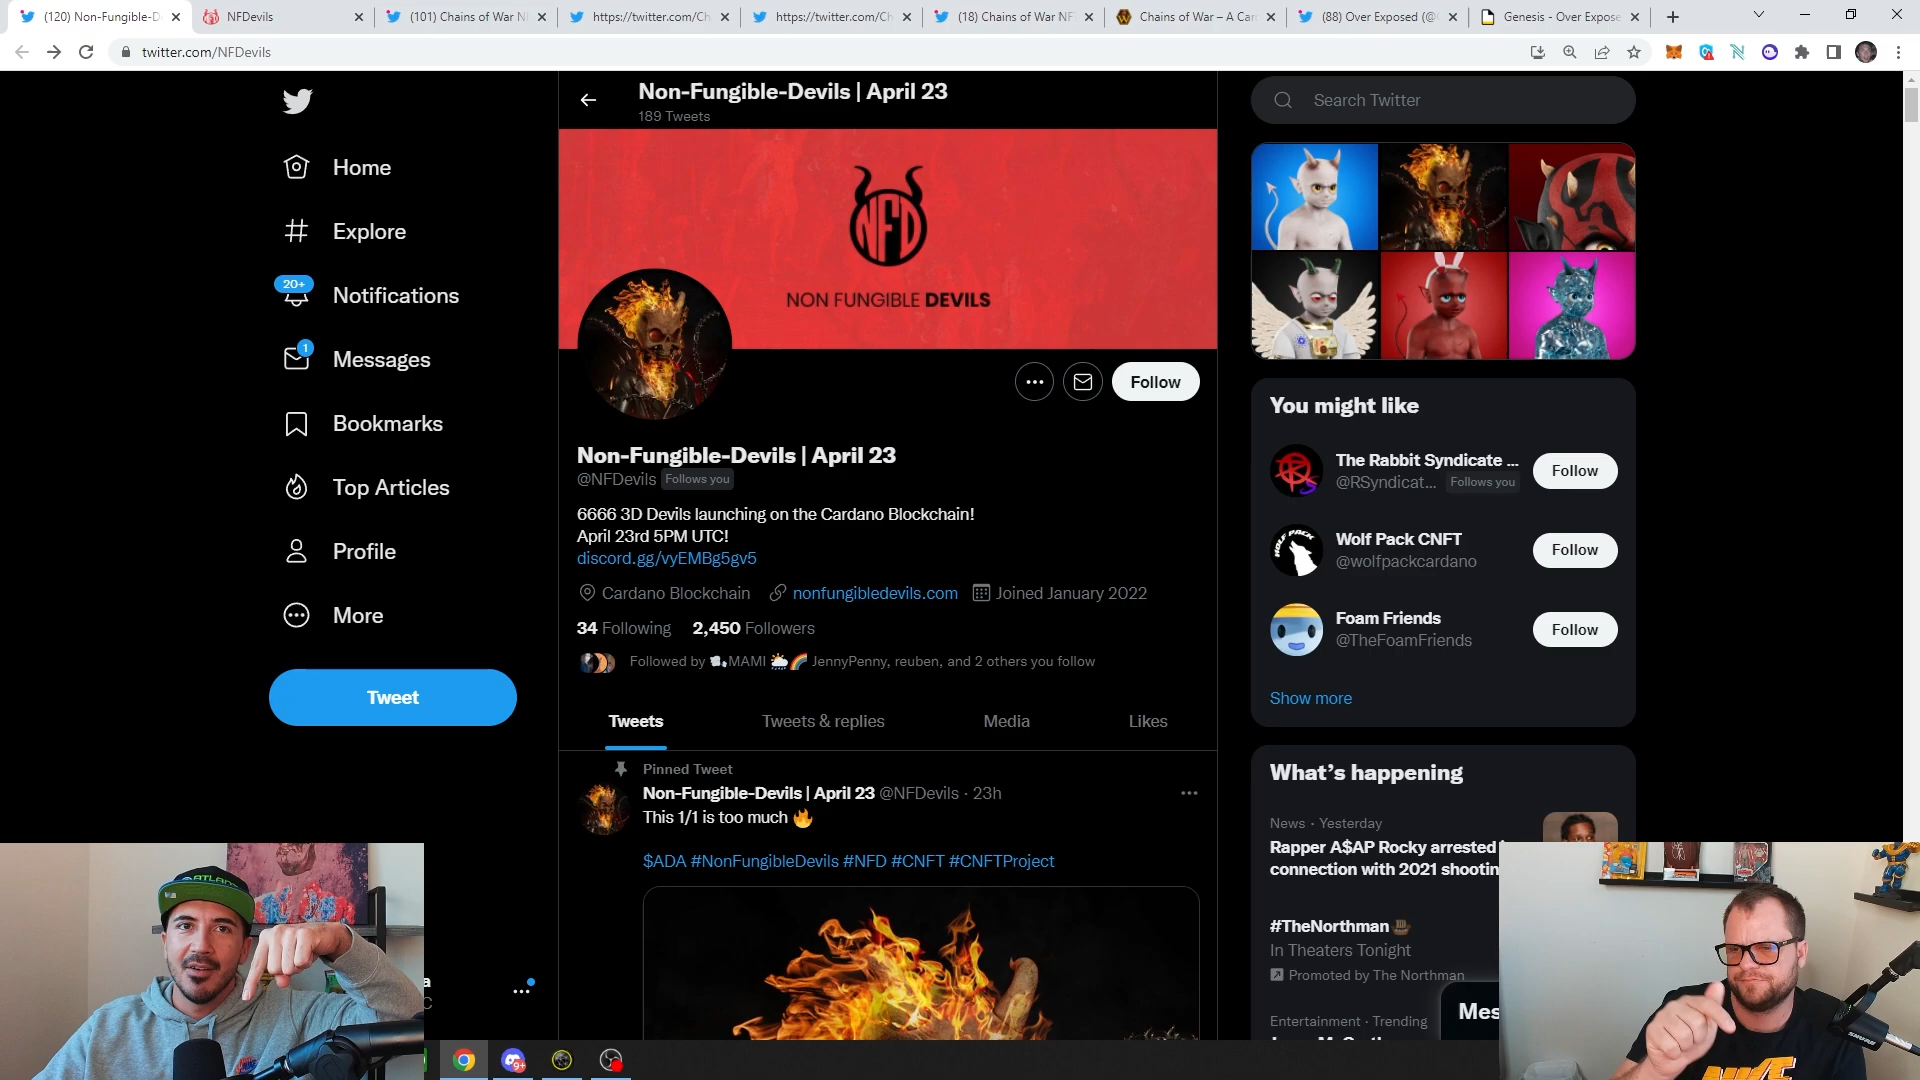 (120) Non-Fungible-D
NFDevils
(101) Chains of War N
https://twitter.com/Ch
https://twitter.com/Ch
(18) Chains of War NF
Chains of War – A Car
(88) Over Exposed (@
Genesis - Over Expose
twitter.com/NFDevils
Non-Fungible-Devils | April 23
189 Tweets
Search Twitter
Home
Explore
20+
Notifications
1
Messages
Bookmarks
Top Articles
Profile
More
Tweet
NFD
NON FUNGIBLE DEVILS
Follow
Non-Fungible-Devils | April 23
@NFDevils Follows you
6666 3D Devils launching on the Cardano Blockchain!
April 23rd 5PM UTC!
discord.gg/vyEMBg5gv5
Cardano Blockchain nonfungibledevils.com Joined January 2022
34 Following 2,450 Followers
Followed by MAMI JennyPenny, reuben, and 2 others you follow
Tweets Tweets & replies Media Likes
Pinned Tweet
Non-Fungible-Devils | April 23 @NFDevils · 23h
This 1/1 is too much 🔥
$ADA #NonFungibleDevils #NFD #CNFT #CNFTProject
You might like
The Rabbit Syndicate ...
@RSyndicat... Follows you
Follow
Wolf Pack CNFT
@wolfpackcardano
Follow
WOLF PACK
Foam Friends
@TheFoamFriends
Follow
Show more
What's happening
News · Yesterday
Rapper A$AP Rocky arrested
connection with 2021 shootin
#TheNorthman
In Theaters Tonight
Promoted by The Northman
Entertainment · Trending
Mes
ATLAN
a
C
9+
SHURE